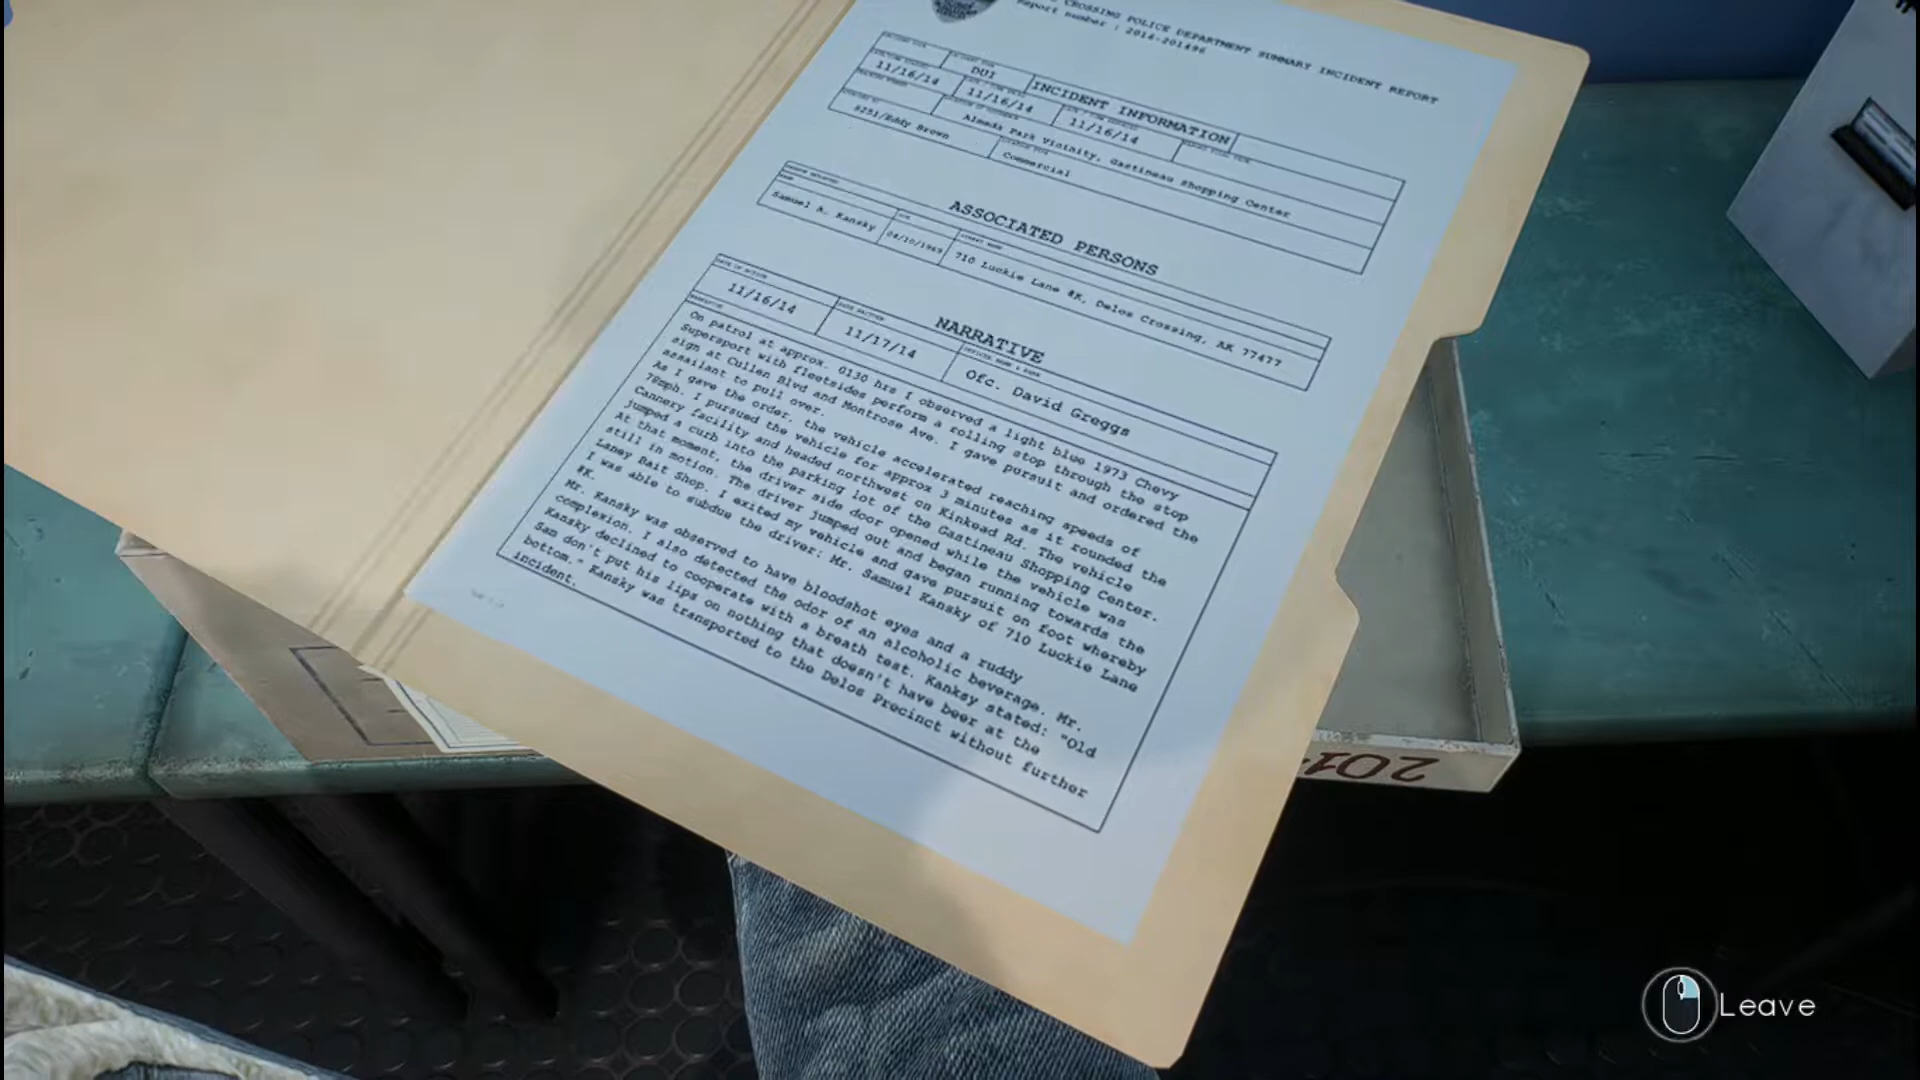 CROSSING POLICE DEPARTMENT SUMMARY INCIDENT REPORT
Report number : 2014-201496
INCIDENT INFORMATION
DUI
11/16/14
11/16/14
11/16/14
Almeda Park Vicinity, Gastineau Shopping Center
/Eddy Brown
Commercial
ASSOCIATED PERSONS
NAME
Samuel A. Kansky
710 Luckie Lane #K, Delos Crossing, AK 77477
NARRATIVE
11/16/14
11/17/14
Ofc. David Greggs
On patrol at approx. 0130 hrs I observed a light blue 1973 Chevy
Supersport with fleetsides perform a rolling stop through the stop
sign at Cullen Blvd and Montrose Ave. I gave pursuit and ordered the
assailant to pull over.
As I gave the order, the vehicle accelerated reaching speeds of
78mph. I pursued the vehicle for approx 3 minutes as it rounded the
Cannery facility and headed northwest on Kinkead Rd. The vehicle
jumped a curb into the parking lot of the Gastineau Shopping Center.
At that moment, the driver side door opened while the vehicle was
still in motion. The driver jumped out and began running towards the
Laney Bait Shop. I exited my vehicle and gave pursuit on foot whereby
I was able to subdue the driver: Mr. Samuel Kansky of 710 Luckie Lane
#K.
Mr. Kansky was observed to have bloodshot eyes and a ruddy
complexion. I also detected the odor of an alcoholic beverage. Mr.
Kansky declined to cooperate with a breath test. Kanksy stated: "Old
Sam don't put his lips on nothing that doesn't have beer at the
bottom." Kansky was transported to the Delos Precinct without further
incident.
201
Leave